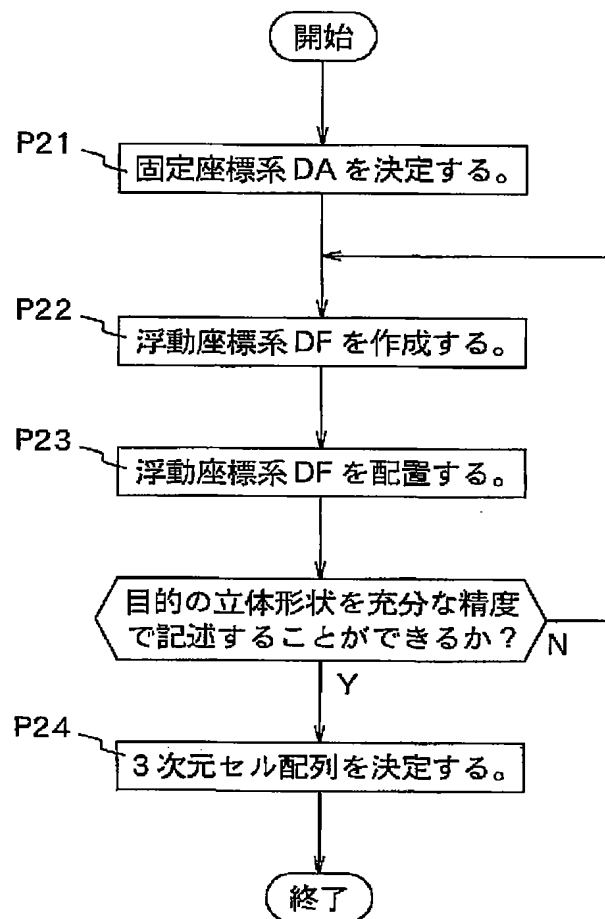 開始
P21
固定座標系 DA を決定する。
P22
浮動座標系 DF を作成する。
P23
浮動座標系 DF を配置する。
目的の立体形状を充分な精度
で記述することができるか？
N
Y
P24
3次元セル配列を決定する。
終了